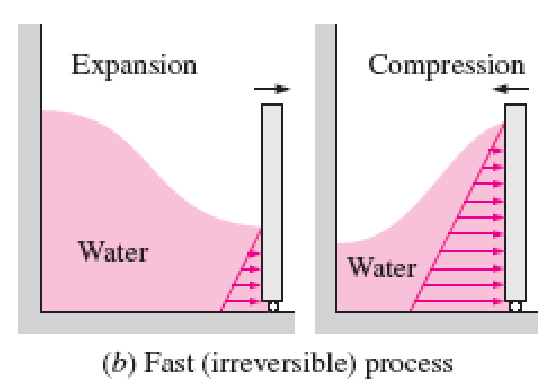 Expansion
Compression
Water
Water
(b) Fast (irreversible) process